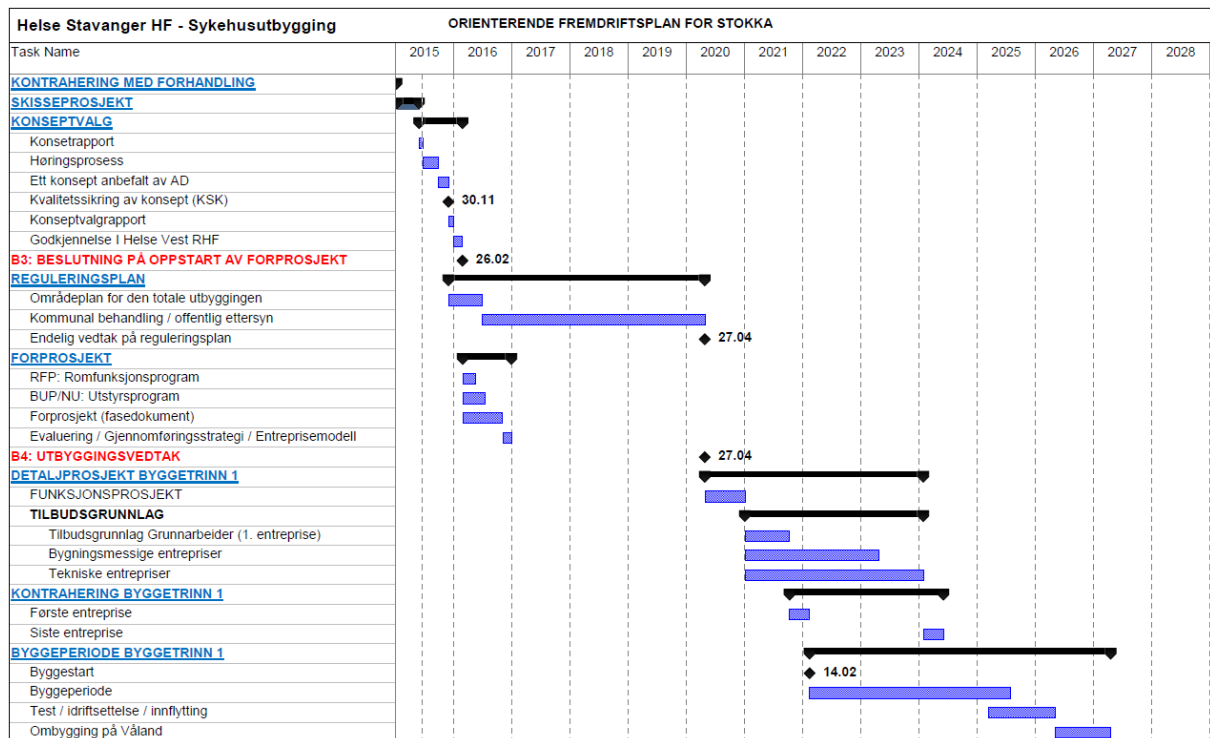 Helse Stavanger HF - Sykehusutbygging
ORIENTERENDE FREMDRIFTSPLAN FOR STOKKA
Task Name
2015 2016 2017 2018 2019 2020 2021 2022 2023 2024 2025 2026 2027 2028
KONTRAHERING MED FORHANDLING
SKISSEPROSJEKT
KONSEPTVALG
Konsetrapport
Høringsprosess
Ett konsept anbefalt av AD
Kvalitetssikring av konsept (KSK) 30.11
Konseptvalgrapport
Godkjennelse I Helse Vest RHF
B3: BESLUTNING PÅ OPPSTART AV FORPROSJEKT 26.02
REGULERINGSPLAN
Områdeplan for den totale utbyggingen
Kommunal behandling / offentlig ettersyn
Endelig vedtak på reguleringsplan 27.04
FORPROSJEKT
RFP: Romfunksjonsprogram
BUP/NU: Utstyrsprogram
Forprosjekt (fasedokument)
Evaluering / Gjennomføringsstrategi / Entreprisemodell
B4: UTBYGGINGSVEDTAK 27.04
DETALJPROSJEKT BYGGETRINN 1
FUNKSJONSPROSJEKT
TILBUDSGRUNNLAG
Tilbudsgrunnlag Grunnarbeider (1. entreprise)
Bygningsmessige entrepriser
Tekniske entrepriser
KONTRAHERING BYGGETRINN 1
Første entreprise
Siste entreprise
BYGGEPERIODE BYGGETRINN 1
Byggestart 14.02
Byggeperiode
Test / idriftsettelse / innflytting
Ombygging på Våland